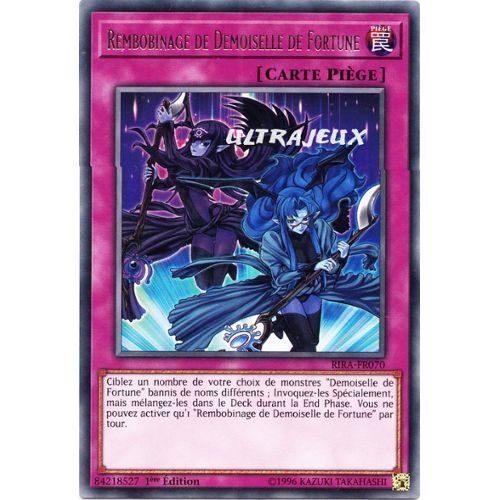 Rembobinage de Demoiselle de Fortune
PIÈGE
罠
[Carte Piège]
ULTRAJEUX
RIRA-FR070
Ciblez un nombre de votre choix de monstres "Demoiselle de
Fortune" bannis de noms différents ; Invoquez-les Spécialement,
mais mélangez-les dans le Deck durant la End Phase. Vous ne
pouvez activer qu'1 "Rembobinage de Demoiselle de Fortune" par
tour.
84218527 1ère Édition ©1996 KAZUKI TAKAHASHI